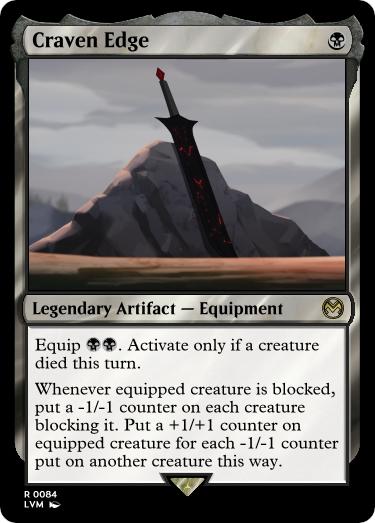 Craven Edge
Legendary Artifact — Equipment
Equip. Activate only if a creature
died this turn.
Whenever equipped creature is blocked,
put a -1/-1 counter on each creature
blocking it. Put a +1/+1 counter on
equipped creature for each -1/-1 counter
put on another creature this way.
R 0084
LVM